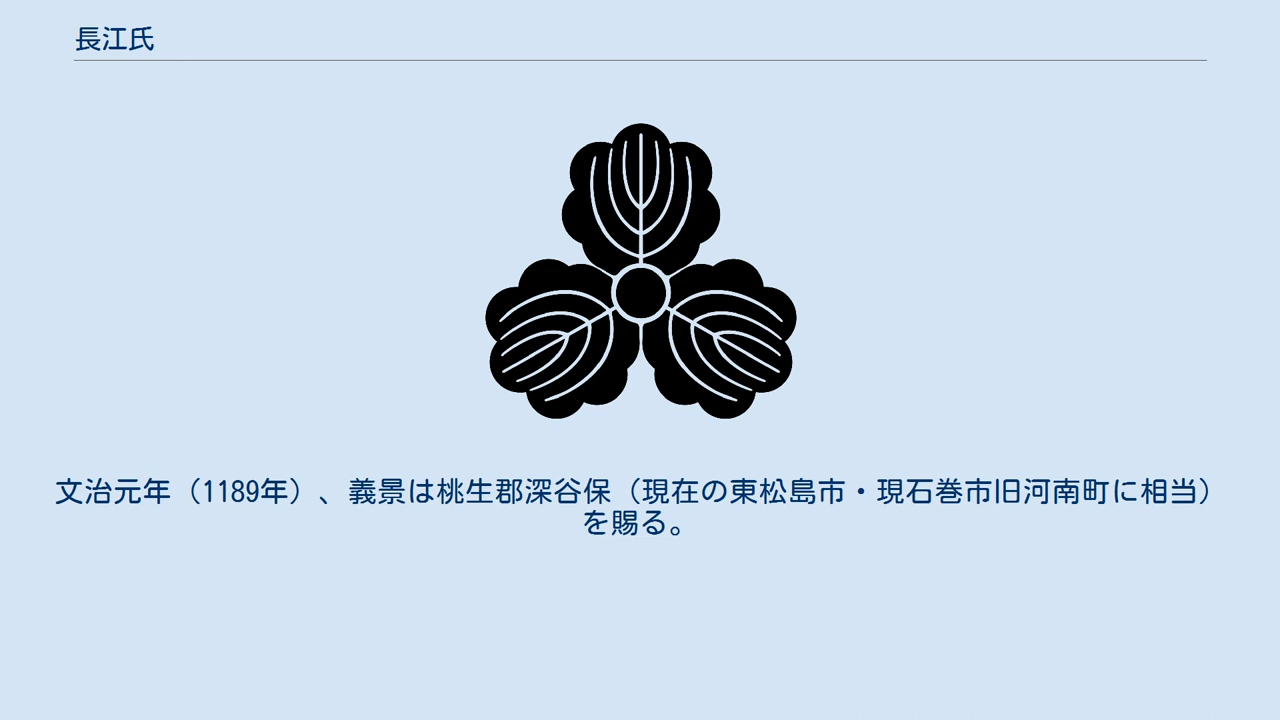 長江氏
文治元年（1189年）、義景は桃生郡深谷保（現在の東松島市・現石巻市旧河南町に相当）
を賜る。